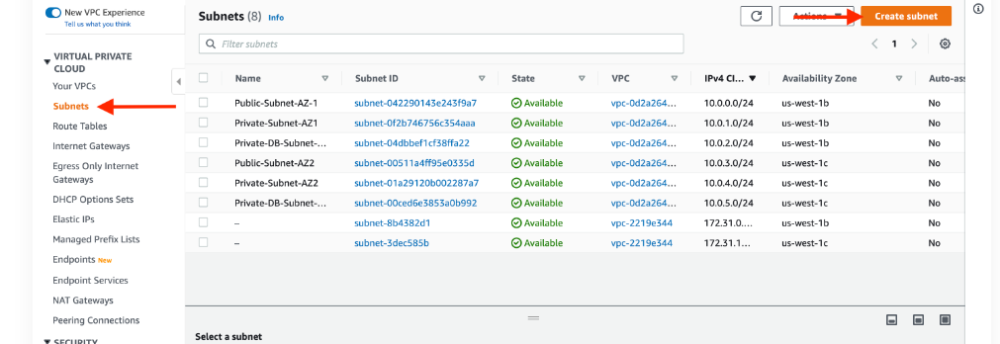 New VPC Experience
Tell us what you think
VIRTUAL PRIVATE
CLOUD
Your VPCs
Subnets
Route Tables
Internet Gateways
Egress Only Internet
Gateways
DHCP Options Sets
Elastic IPs
Managed Prefix Lists
Endpoints New
Endpoint Services
NAT Gateways
Peering Connections
SECURITY
Subnets (8) Info
Actions
Create subnet
Filter subnets
1
Name Subnet ID State VPC IPv4 CI... Availability Zone Auto-ass
Public-Subnet-AZ-1 subnet-042290143e243f9a7 Available vpc-0d2a264... 10.0.0.0/24 us-west-1b No
Private-Subnet-AZ1 subnet-0f2b746756c354aaa Available vpc-0d2a264... 10.0.1.0/24 us-west-1b No
Private-DB-Subnet-... subnet-04dbbef1cf38ffa22 Available vpc-0d2a264... 10.0.2.0/24 us-west-1b No
Public-Subnet-AZ2 subnet-00511a4ff95e0335d Available vpc-0d2a264... 10.0.3.0/24 us-west-1c No
Private-Subnet-AZ2 subnet-01a29120b002287a7 Available vpc-0d2a264... 10.0.4.0/24 us-west-1c No
Private-DB-Subnet-... subnet-00ced6e3853a0b992 Available vpc-0d2a264... 10.0.5.0/24 us-west-1c No
– subnet-8b4382d1 Available vpc-2219e344 172.31.0.... us-west-1b No
– subnet-3dec585b Available vpc-2219e344 172.31.1... us-west-1c No
Select a subnet